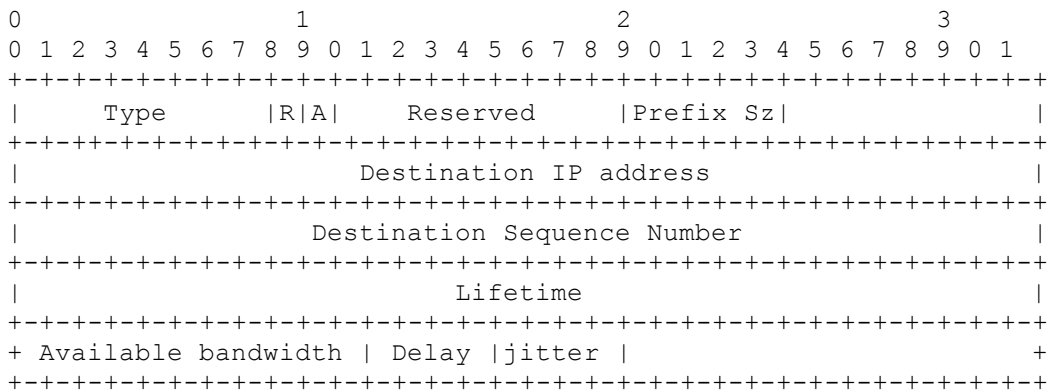 0                   1                   2                   3
0 1 2 3 4 5 6 7 8 9 0 1 2 3 4 5 6 7 8 9 0 1 2 3 4 5 6 7 8 9 0 1
+-+-+-+-+-+-+-+-+-+-+-+-+-+-+-+-+-+-+-+-+-+-+-+-+-+-+-+-+-+-+-+-+
|     Type      |R|A|    Reserved     |Prefix Sz|               |
+-+-++-+-+-+-+-+-+-+-+-+-+-+-+-+-+-+-+-+-+-+-+-+-+-+-+-+-+-+-+--+
|                     Destination IP address                    |
+-+-+-+-+-+-+-+-+-+-+-+-+-+-+-+-+-+-+-+-+-+-+-+-+-+-+-+-+-+-+-+-+
|                  Destination Sequence Number                  |
+-+-+-+-+-+-+-+-+-+-+-+-+-+-+-+-+-+-+-+-+-+-+-+-+-+-+-+-+-+-+-+-+
|                           Lifetime                            |
+-+-+-+-+-+-+-+-+-+-+-+-+-+-+-+-+-+-+-+-+-+-+-+-+-+-+-+-+-+-+-+-+
+ Available bandwidth | Delay |jitter |                         +
+-+-+-+-+-+-+-+-+-+-+-+-+-+-+-+-+-+-+-+-+-+-+-+-+-+-+-+-+-+-+-+-+